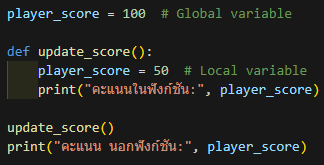 player_score = 100  # Global variable
def update_score():
    player_score = 50  # Local variable
    print("คะแนนในฟังก์ชัน:", player_score)
update_score()
print("คะแนน นอกฟังก์ชัน:", player_score)